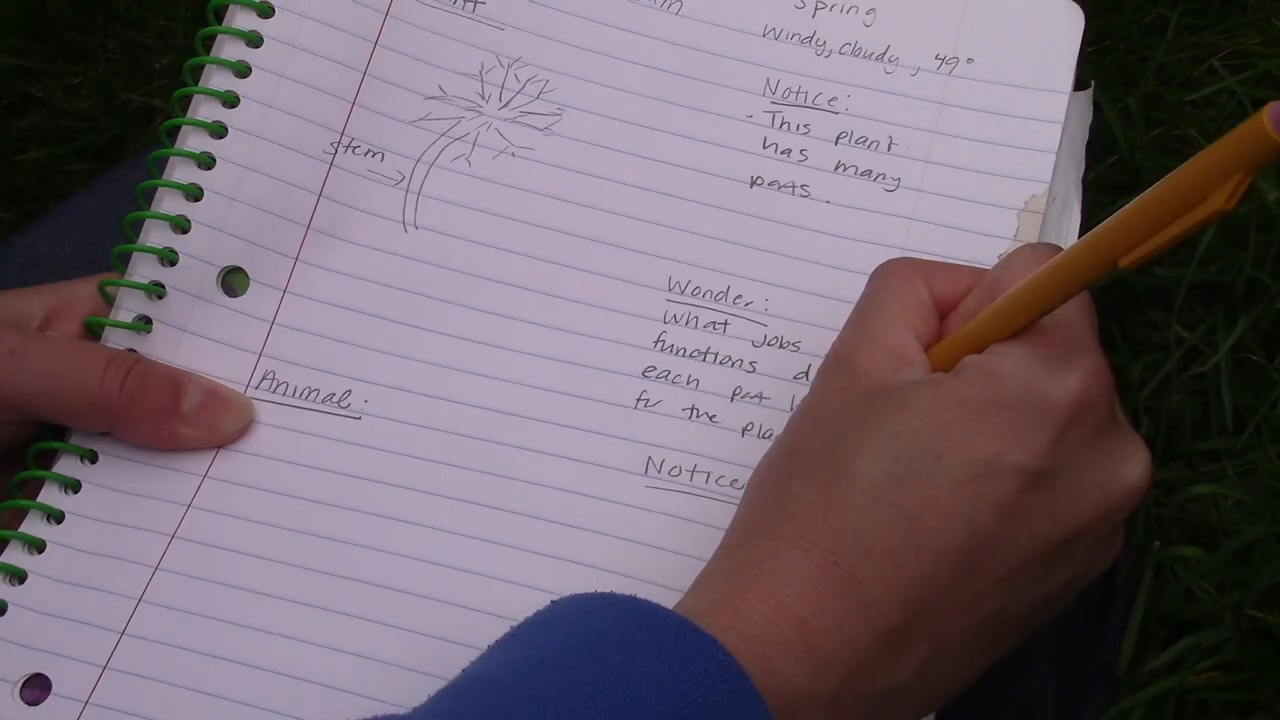 Spring
Windy, cloudy, 49°
Notice:
- This plant
has many
parts.
stem
Wonder:
What jobs
functions
each part
for the
Animal:
Notice